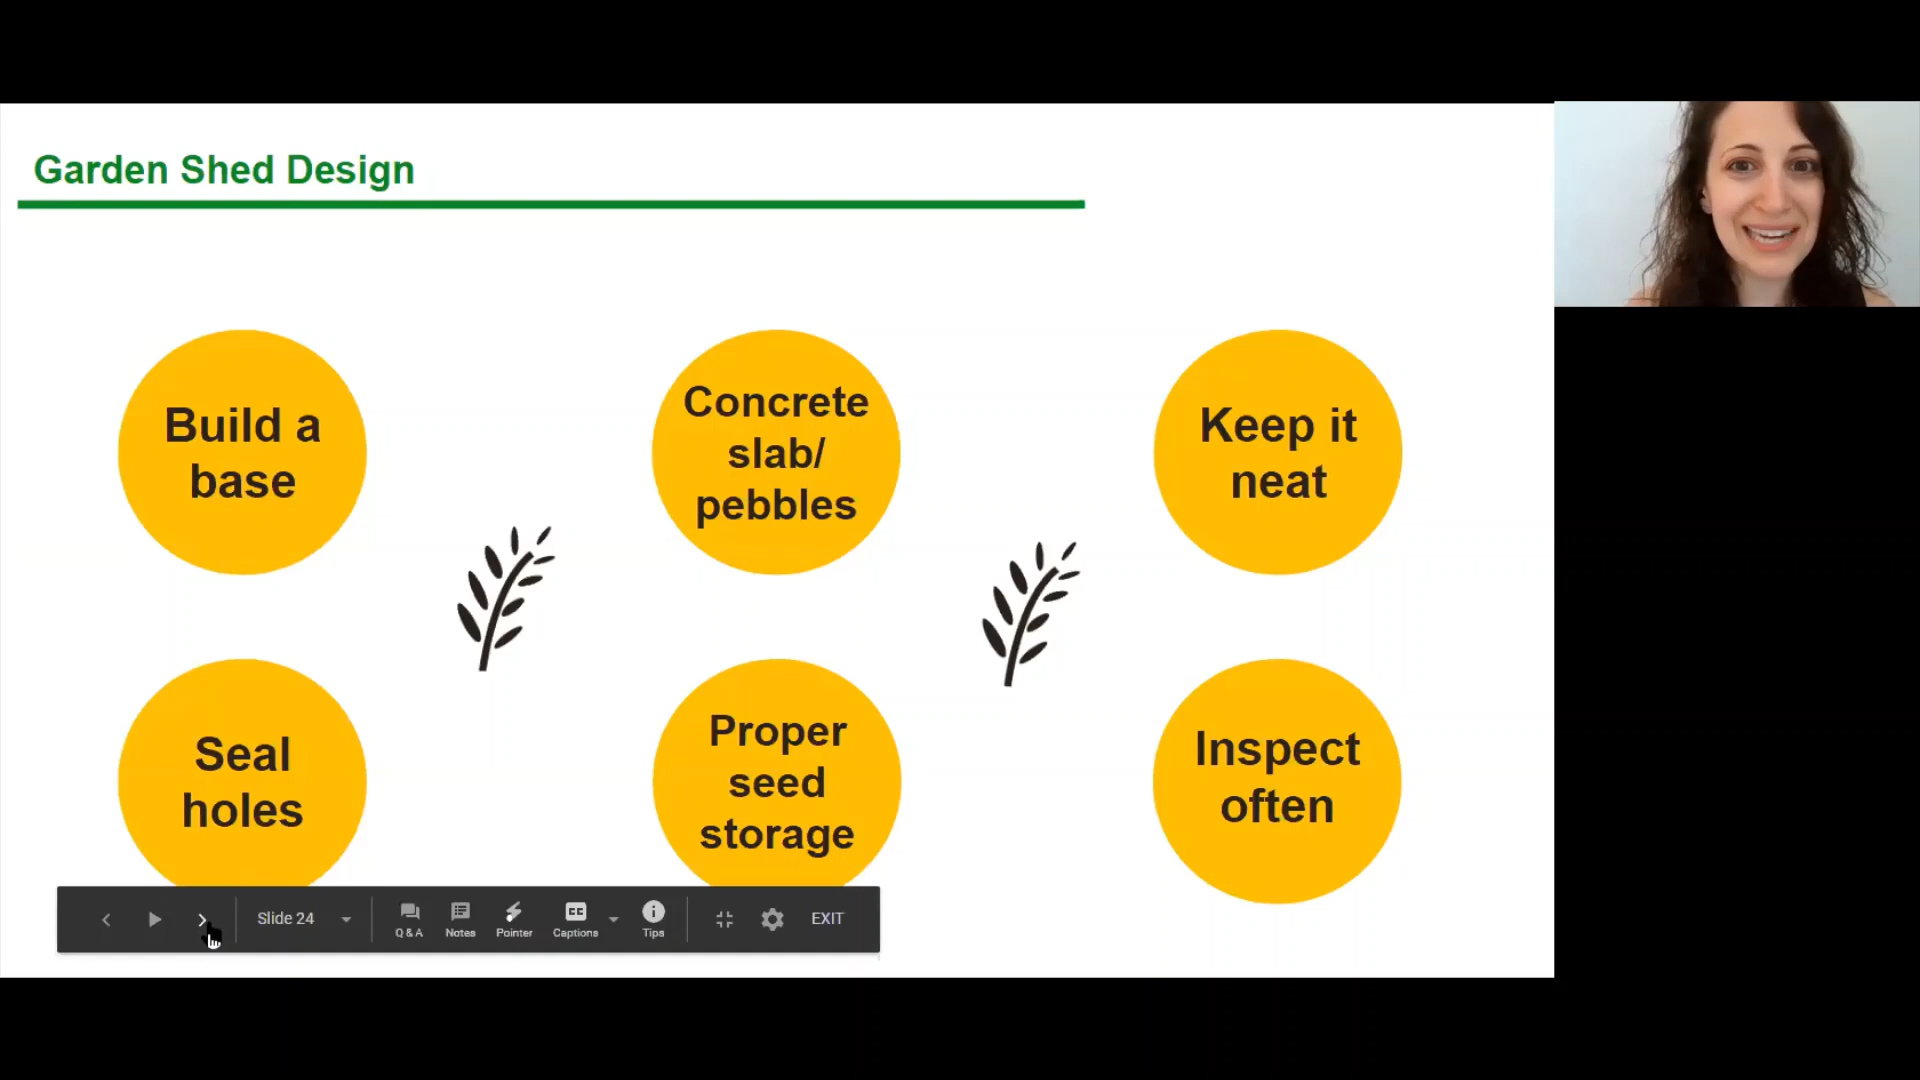 Garden Shed Design
Build a
base
Concrete
slab/
pebbles
Keep it
neat
Seal
holes
Proper
seed
storage
Inspect
often
Slide 24
Q & A
Notes
Pointer
CC
Captions
Tips
EXIT